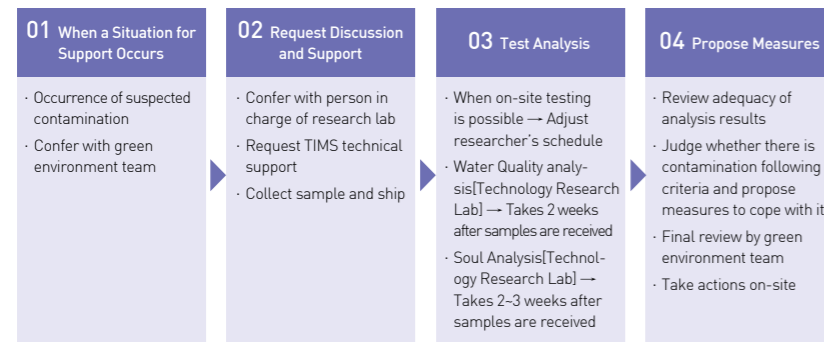 01 When a Situation for
Support Occurs
· Occurrence of suspected
contamination
· Confer with green
environment team
02 Request Discussion
and Support
· Confer with person in
charge of research lab
· Request TIMS technical
support
· Collect sample and ship
03 Test Analysis
· When on-site testing
is possible → Adjust
researcher's schedule
· Water Quality analy-
sis[Technology Research
Lab] → Takes 2 weeks
after samples are received
· Soul Analysis[Technol-
ogy Research Lab] →
Takes 2~3 weeks after
samples are received
04 Propose Measures
· Review adequacy of
analysis results
· Judge whether there is
contamination following
criteria and propose
measures to cope with it
· Final review by green
environment team
· Take actions on-site